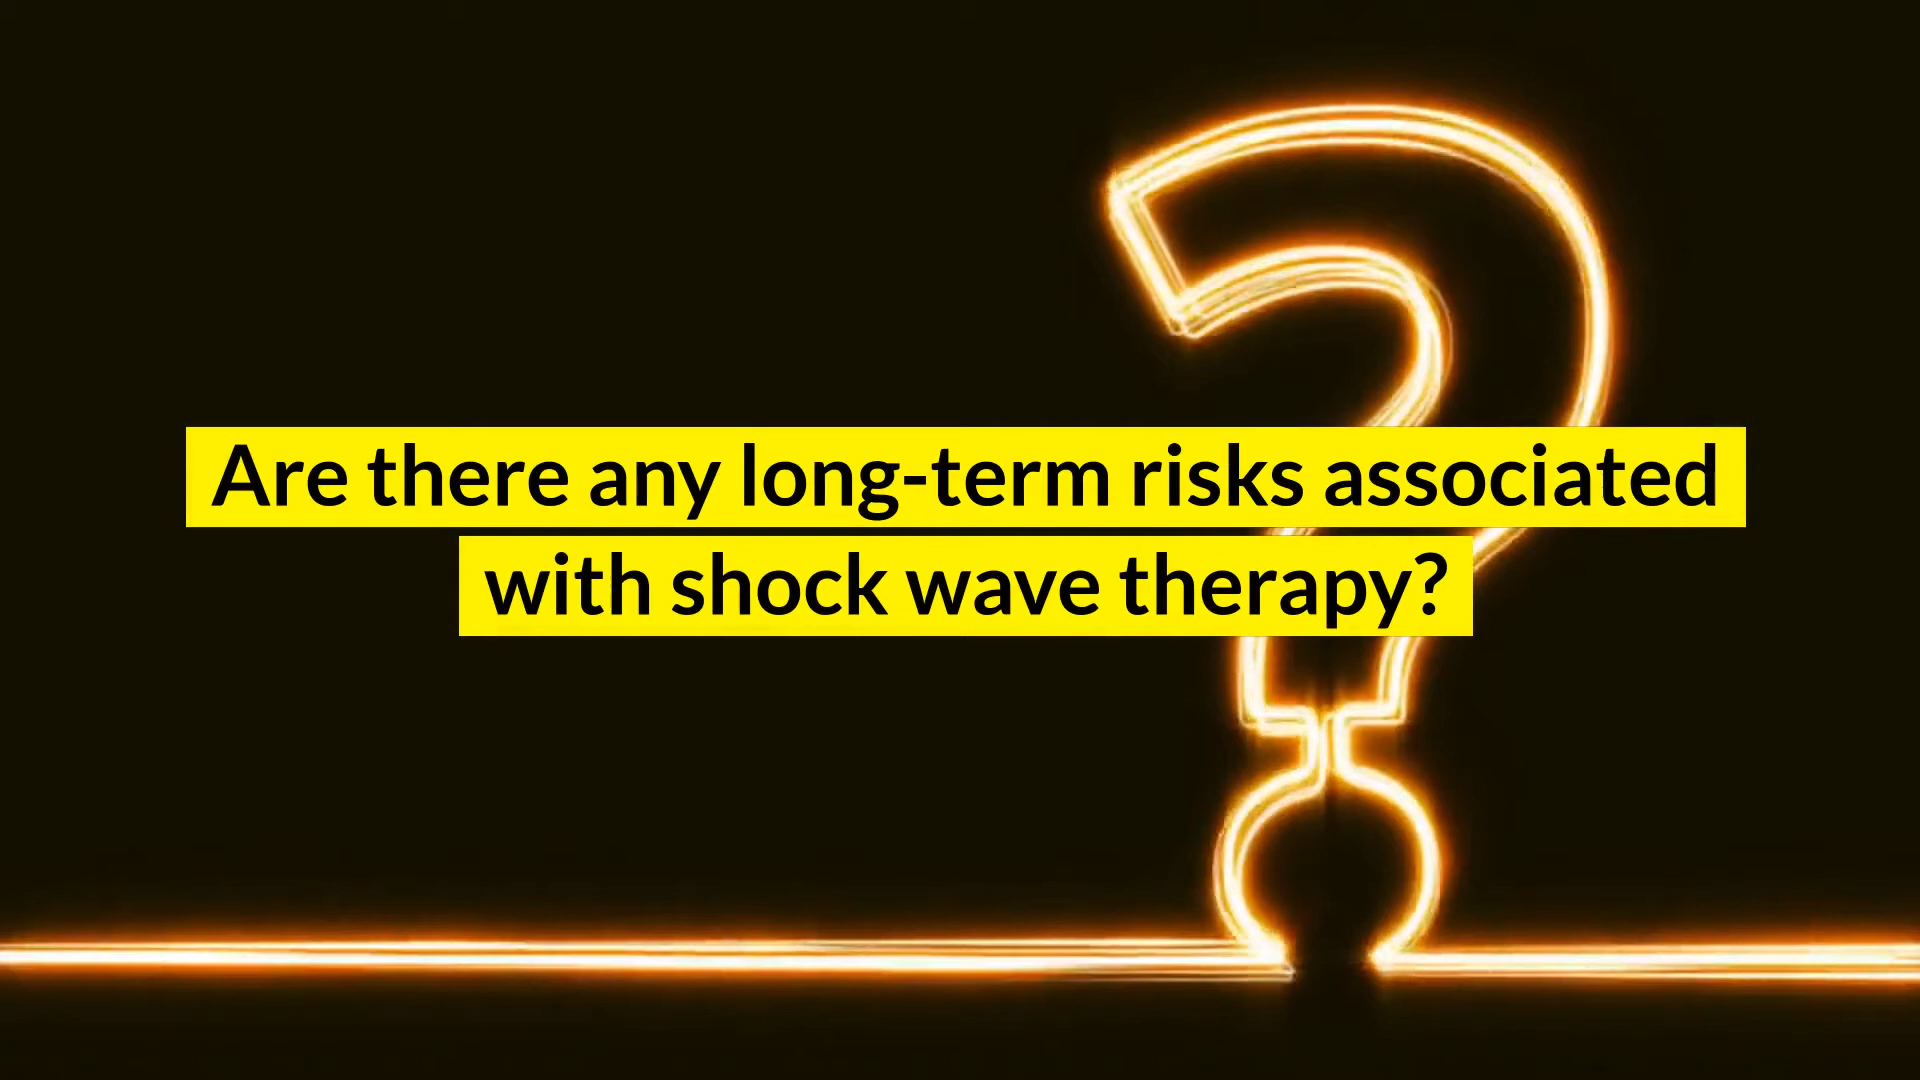 Are there any long-term risks associated
with shock wave therapy?